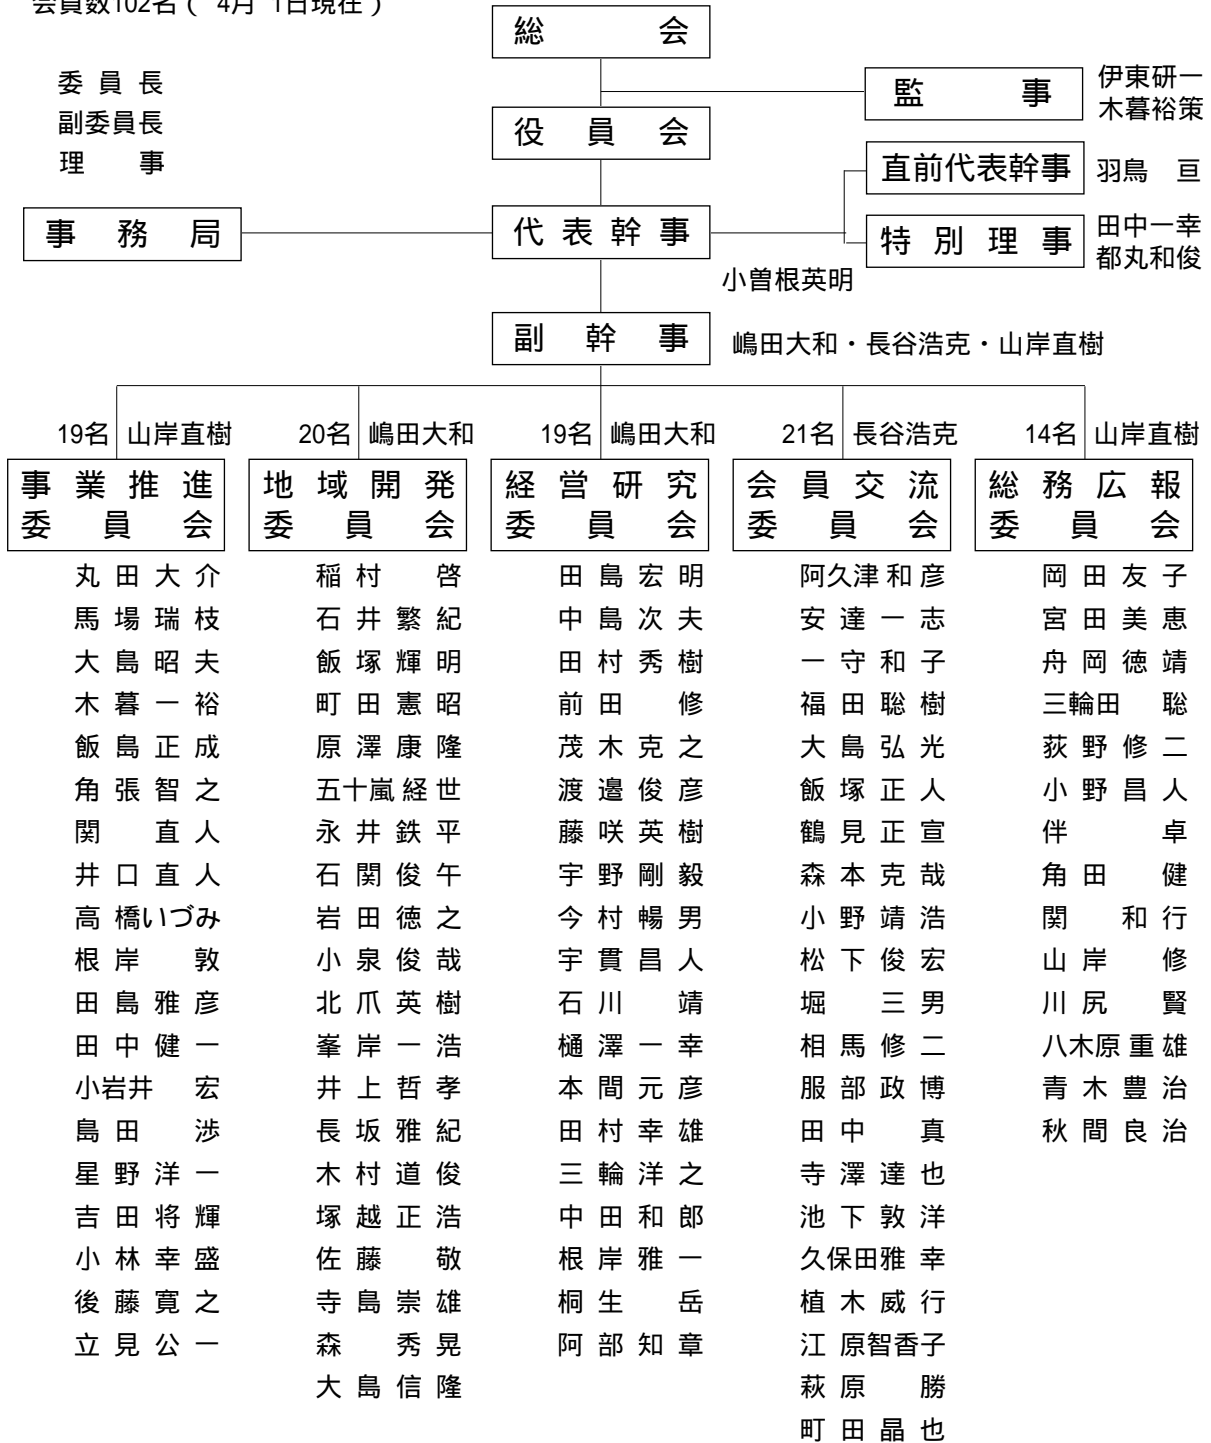 会員数102名( 4月 1日現在)
総 会
委 員 長
副委員長
理 事
監 事
伊東研一
木暮裕策
役 員 会
直前代表幹事
羽鳥 亘
事 務 局
代 表 幹 事
特 別 理 事
田中一幸
都丸和俊
小曽根英明
副 幹 事
嶋田大和・長谷浩克・山岸直樹
19名 山岸直樹
事 業 推 進
委 員 会
丸 田 大 介
馬 場 瑞 枝
大 島 昭 夫
木 暮 一 裕
飯 島 正 成
角 張 智 之
関 直 人
井 口 直 人
高 橋いづみ
根 岸 敦
田 島 雅 彦
田 中 健 一
小岩井 宏
島 田 渉
星 野 洋 一
吉 田 将 輝
小 林 幸 盛
後 藤 寛 之
立 見 公 一
20名 嶋田大和
地 域 開 発
委 員 会
稲 村 啓
石 井 繁 紀
飯 塚 輝 明
町 田 憲 昭
原 澤 康 隆
五十嵐 経 世
永 井 鉄 平
石 関 俊 午
岩 田 徳 之
小 泉 俊 哉
北 爪 英 樹
峯 岸 一 浩
井 上 哲 孝
長 坂 雅 紀
木 村 道 俊
塚 越 正 浩
佐 藤 敬
寺 島 崇 雄
森 秀 晃
大 島 信 隆
19名 嶋田大和
経 営 研 究
委 員 会
田 島 宏 明
中 島 次 夫
田 村 秀 樹
前 田 修
茂 木 克 之
渡 邉 俊 彦
藤 咲 英 樹
宇 野 剛 毅
今 村 暢 男
宇 貫 昌 人
石 川 靖
樋 澤 一 幸
本 間 元 彦
田 村 幸 雄
三 輪 洋 之
中 田 和 郎
根 岸 雅 一
桐 生 岳
阿 部 知 章
21名 長谷浩克
会 員 交 流
委 員 会
阿久津 和 彦
安 達 一 志
一 守 和 子
福 田 聡 樹
大 島 弘 光
飯 塚 正 人
鶴 見 正 宣
森 本 克 哉
小 野 靖 浩
松 下 俊 宏
堀 三 男
相 馬 修 二
服 部 政 博
田 中 真
寺 澤 達 也
池 下 敦 洋
久保田雅 幸
植 木 威 行
江 原智香子
萩 原 勝
町 田 晶 也
14名 山岸直樹
総 務 広 報
委 員 会
岡 田 友 子
宮 田 美 恵
舟 岡 徳 靖
三輪田 聡
荻 野 修 二
小 野 昌 人
伴 卓
角 田 健
関 和 行
山 岸 修
川 尻 賢
八木原 重 雄
青 木 豊 治
秋 間 良 治